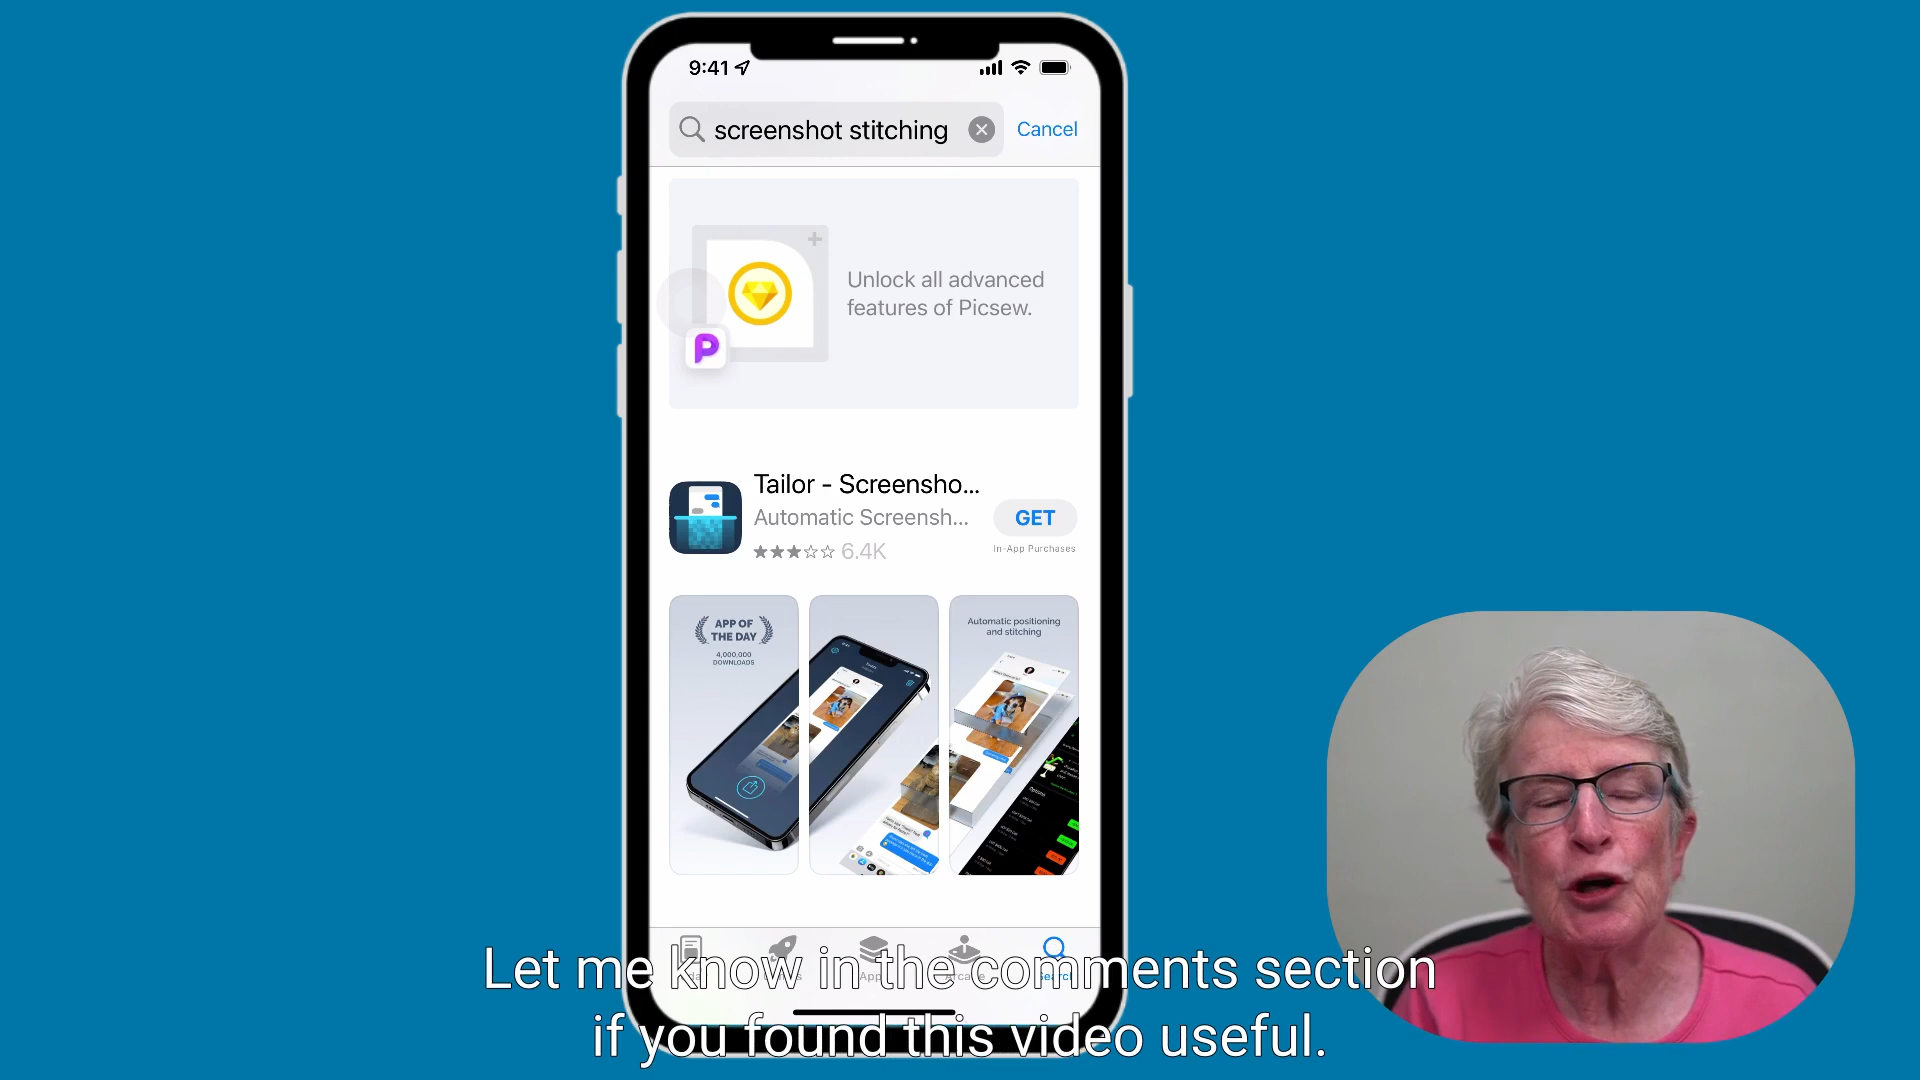 9:41
screenshot stitching
Cancel
Unlock all advanced
features of Picsew.
P
Tailor - Screensho...
Automatic Screensh...
6.4K
GET
In-App Purchases
APP OF
THE DAY
4,000,000
DOWNLOADS
Automatic positioning
and stitching
Options
Let me know in the comments section
if you found this video useful.